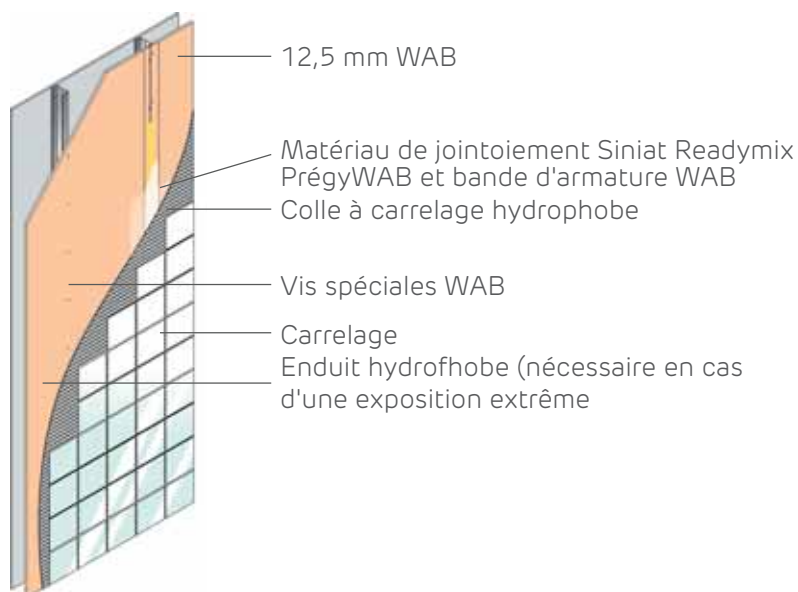 12,5 mm WAB
Matériau de jointoiement Siniat Readymix
PrégyWAB et bande d'armature WAB
Colle à carrelage hydrophobe
Vis spéciales WAB
Carrelage
Enduit hydrofhobe (nécessaire en cas
d'une exposition extrême